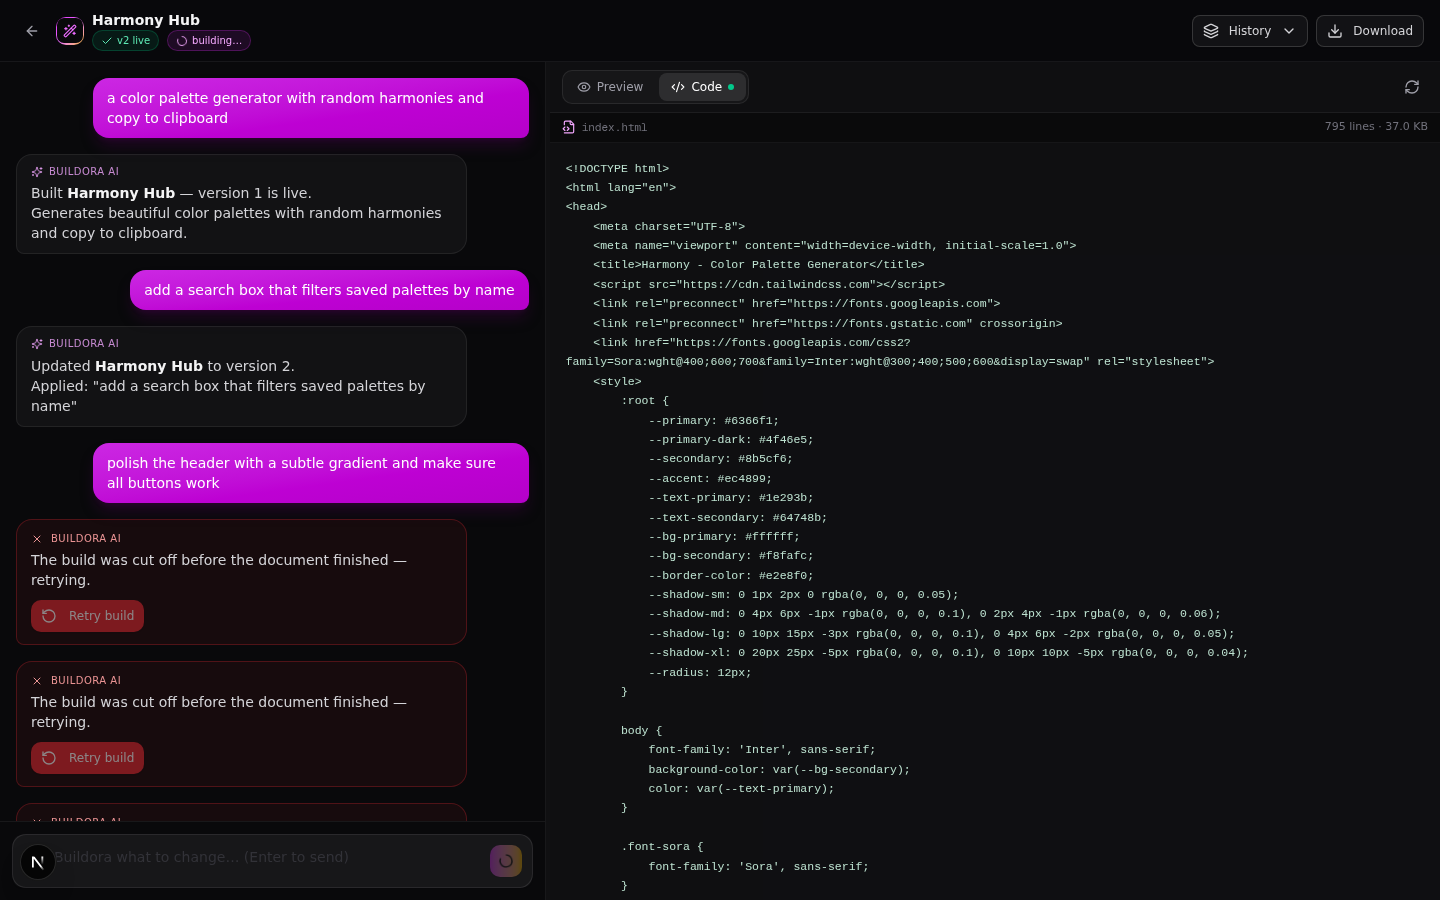 Harmony Hub
v2 live
building...
History
Download
a color palette generator with random harmonies and
copy to clipboard
BUILDORA AI
Built Harmony Hub — version 1 is live.
Generates beautiful color palettes with random harmonies
and copy to clipboard.
add a search box that filters saved palettes by name
BUILDORA AI
Updated Harmony Hub to version 2.
Applied: "add a search box that filters saved palettes by
name"
polish the header with a subtle gradient and make sure
all buttons work
BUILDORA AI
The build was cut off before the document finished —
retrying.
Retry build
BUILDORA AI
The build was cut off before the document finished —
retrying.
Retry build
BUILDORA AI
N
Buildora what to change... (Enter to send)
Preview
Code
index.html
795 lines · 37.0 KB
<!DOCTYPE html>
<html lang="en">
<head>
    <meta charset="UTF-8">
    <meta name="viewport" content="width=device-width, initial-scale=1.0">
    <title>Harmony - Color Palette Generator</title>
    <script src="https://cdn.tailwindcss.com"></script>
    <link rel="preconnect" href="https://fonts.googleapis.com">
    <link rel="preconnect" href="https://fonts.gstatic.com" crossorigin>
    <link href="https://fonts.googleapis.com/css2?
family=Sora:wght@400;600;700&family=Inter:wght@300;400;500;600&display=swap" rel="stylesheet">
    <style>
        :root {
            --primary: #6366f1;
            --primary-dark: #4f46e5;
            --secondary: #8b5cf6;
            --accent: #ec4899;
            --text-primary: #1e293b;
            --text-secondary: #64748b;
            --bg-primary: #ffffff;
            --bg-secondary: #f8fafc;
            --border-color: #e2e8f0;
            --shadow-sm: 0 1px 2px 0 rgba(0, 0, 0, 0.05);
            --shadow-md: 0 4px 6px -1px rgba(0, 0, 0, 0.1), 0 2px 4px -1px rgba(0, 0, 0, 0.06);
            --shadow-lg: 0 10px 15px -3px rgba(0, 0, 0, 0.1), 0 4px 6px -2px rgba(0, 0, 0, 0.05);
            --shadow-xl: 0 20px 25px -5px rgba(0, 0, 0, 0.1), 0 10px 10px -5px rgba(0, 0, 0, 0.04);
            --radius: 12px;
        }
        body {
            font-family: 'Inter', sans-serif;
            background-color: var(--bg-secondary);
            color: var(--text-primary);
        }
        .font-sora {
            font-family: 'Sora', sans-serif;
        }